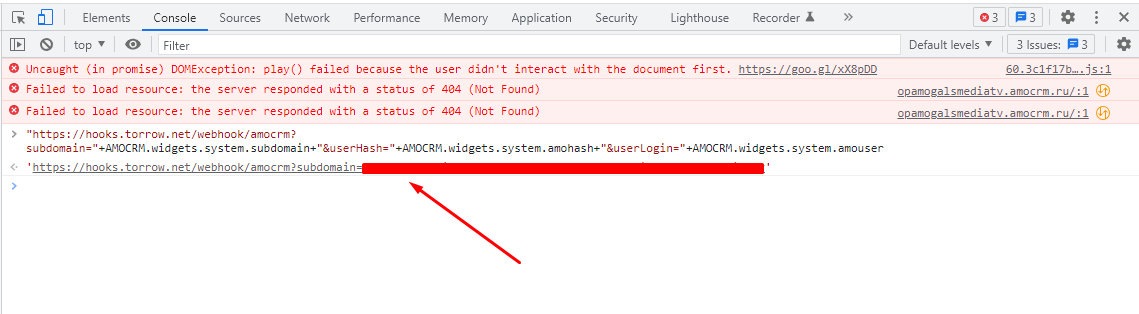 Elements Console Sources Network Performance Memory Application Security Lighthouse Recorder » 3 3
top ▼ Filter Default levels ▼ 3 Issues: 3
Uncaught (in promise) DOMException: play() failed because the user didn't interact with the document first. https://goo.gl/xX8pDD 60.3c1f17b….js:1
Failed to load resource: the server responded with a status of 404 (Not Found) opamogalsmediatv.amocrm.ru/:1
Failed to load resource: the server responded with a status of 404 (Not Found) opamogalsmediatv.amocrm.ru/:1
> "https://hooks.torrow.net/webhook/amocrm?
subdomain="+AMOCRM.widgets.system.subdomain+"&userHash="+AMOCRM.widgets.system.amohash+"&userLogin="+AMOCRM.widgets.system.amouser
'https://hooks.torrow.net/webhook/amocrm?subdomain= '
>